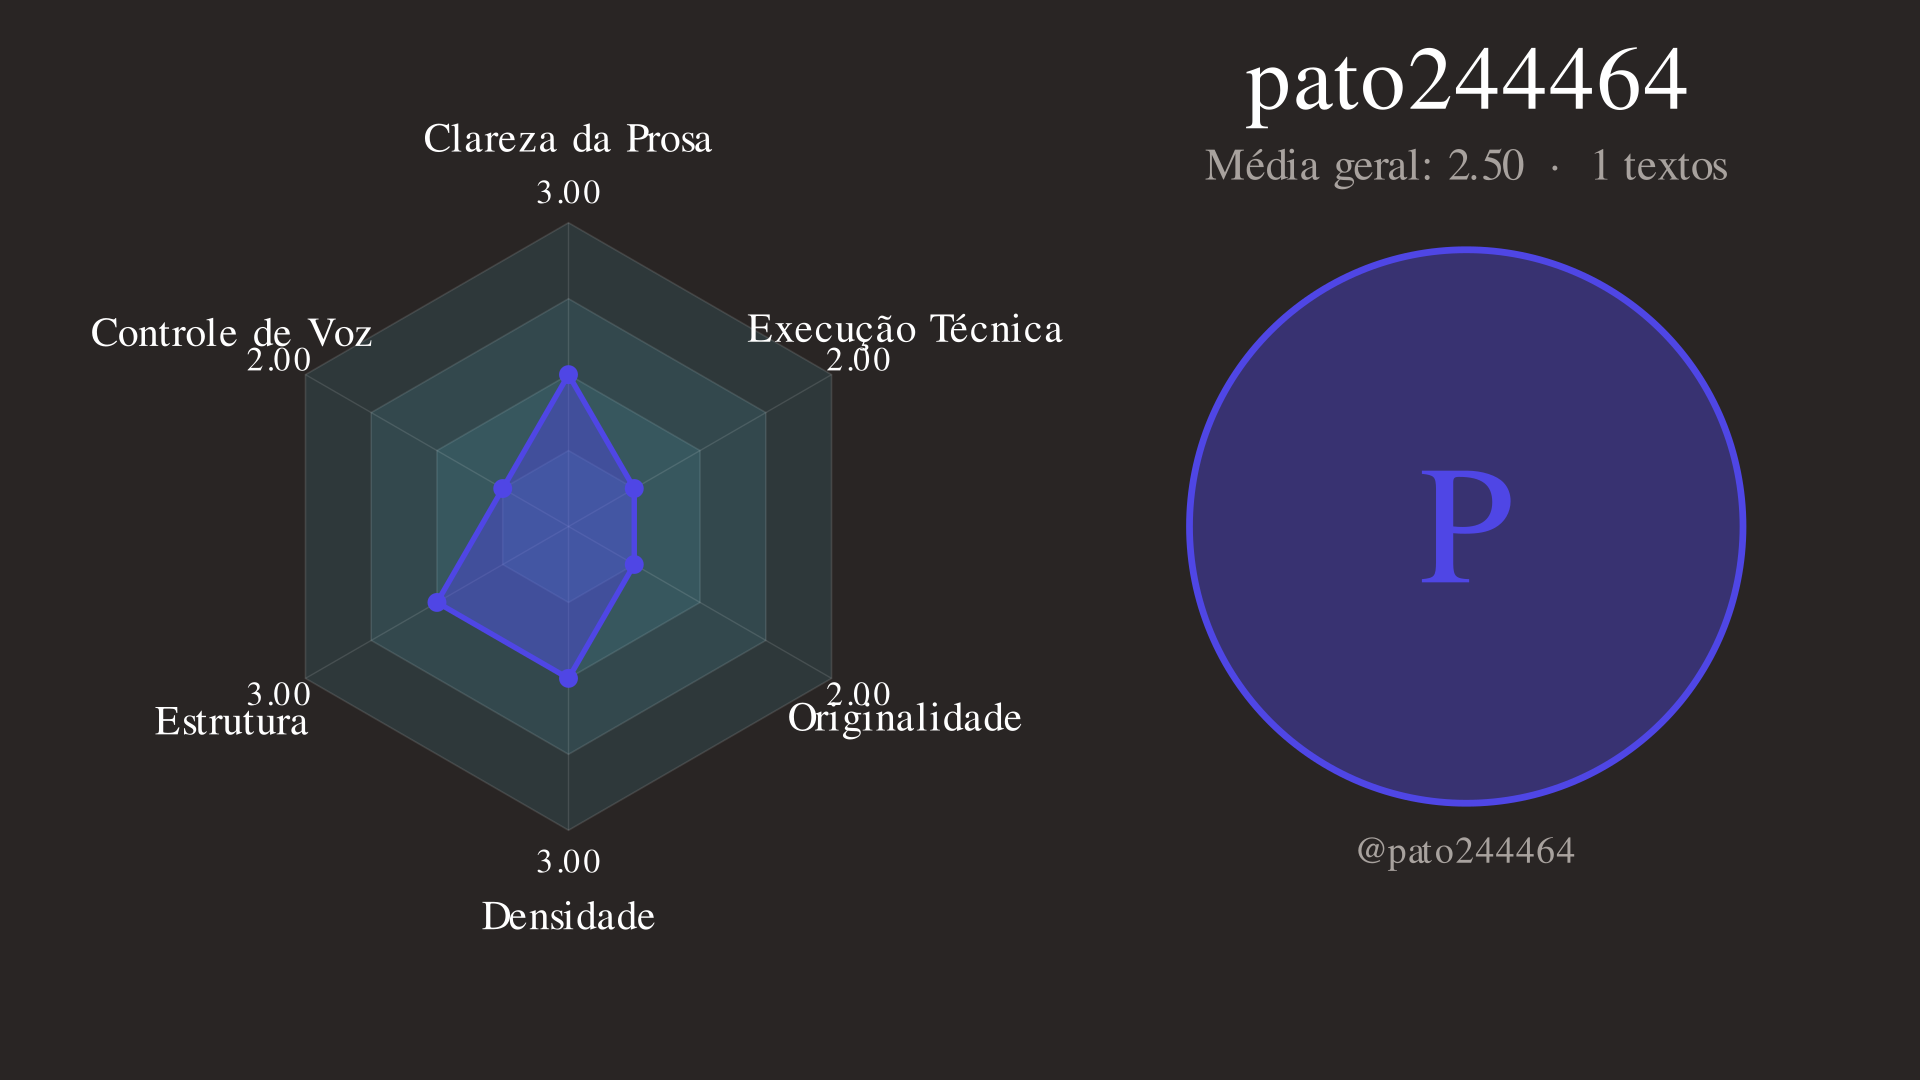 pato244464
Média geral: 2.50 · 1 textos
Clareza da Prosa
3.00
Controle de Voz
2.00
Execução Técnica
2.00
Estrutura
3.00
Originalidade
2.00
3.00
Densidade
P
@pato244464